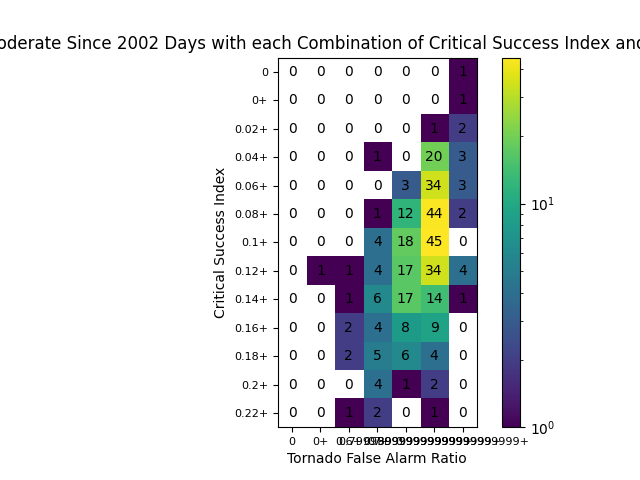 oderate Since 2002 Days with each Combination of Critical Success Index and
0 0 0 0 0 0 0 1
0+ 0 0 0 0 0 0 1
0.02+ 0 0 0 0 0 1 2
0.04+ 0 0 0 1 0 20 3
0.06+ 0 0 0 0 3 34 3
0.08+ 0 0 0 1 12 44 2
0.1+ 0 0 0 4 18 45 0
0.12+ 0 1 1 4 17 34 4
0.14+ 0 0 1 6 17 14 1
0.16+ 0 0 2 4 8 9 0
0.18+ 0 0 2 5 6 4 0
0.2+ 0 0 0 4 1 2 0
0.22+ 0 0 1 2 0 1 0
Critical Success Index
0 0+
Tornado False Alarm Ratio
10¹
10⁰